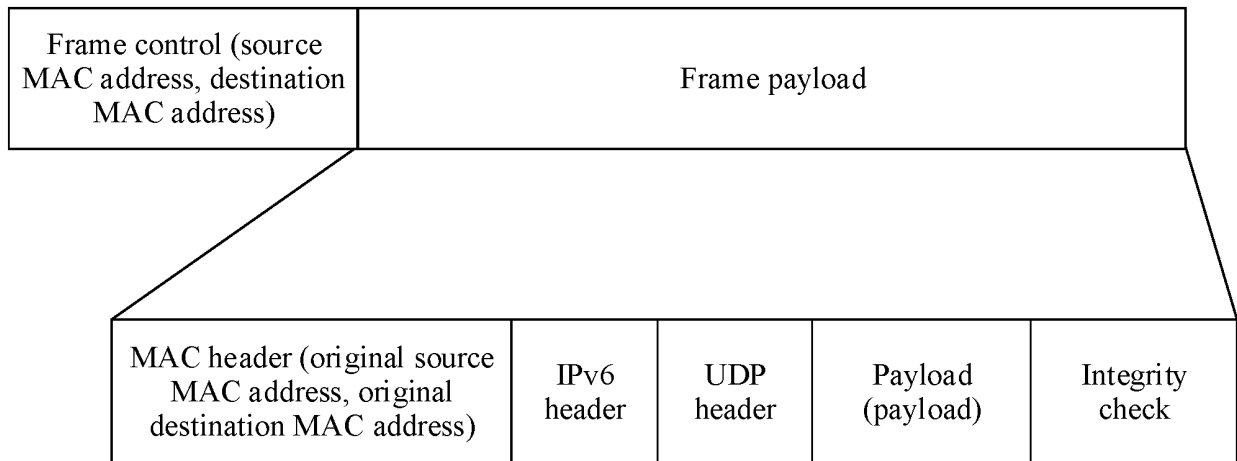 Frame control (source
MAC address, destination
MAC address)
Frame payload
MAC header (original source
MAC address, original
destination MAC address)
IPv6
header
UDP
header
Payload
(payload)
Integrity
check